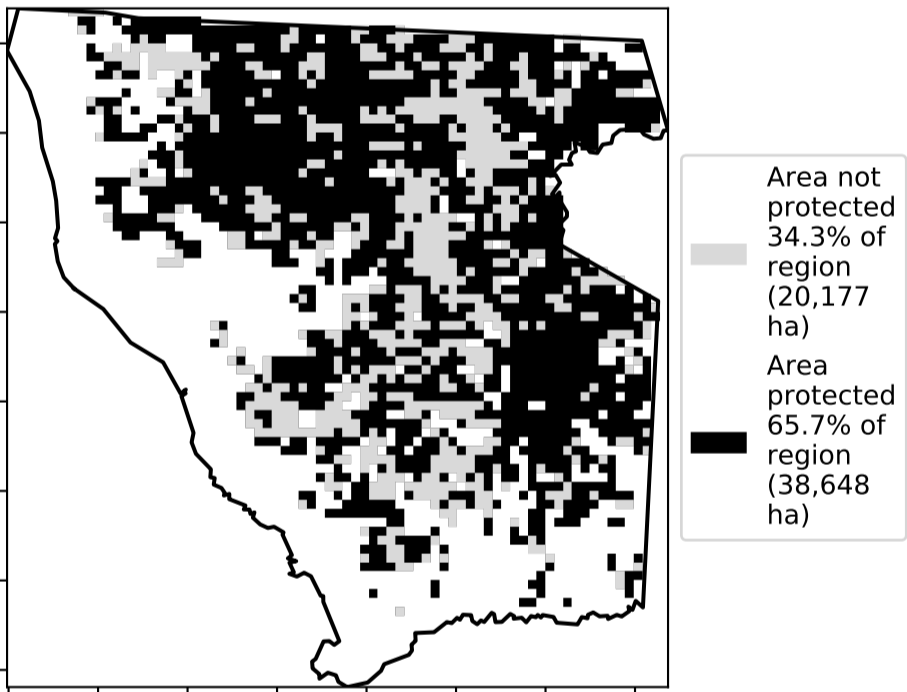 Area not
protected
34.3% of
region
(20,177
ha)
Area
protected
65.7% of
region
(38,648
ha)